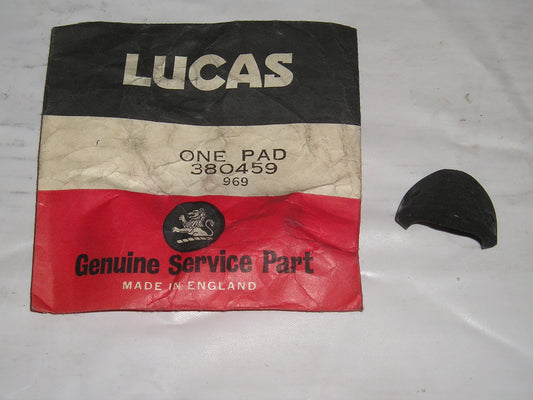 LUCAS
ONE PAD
380459
969
Genuine Service Part
MADE IN ENGLAND